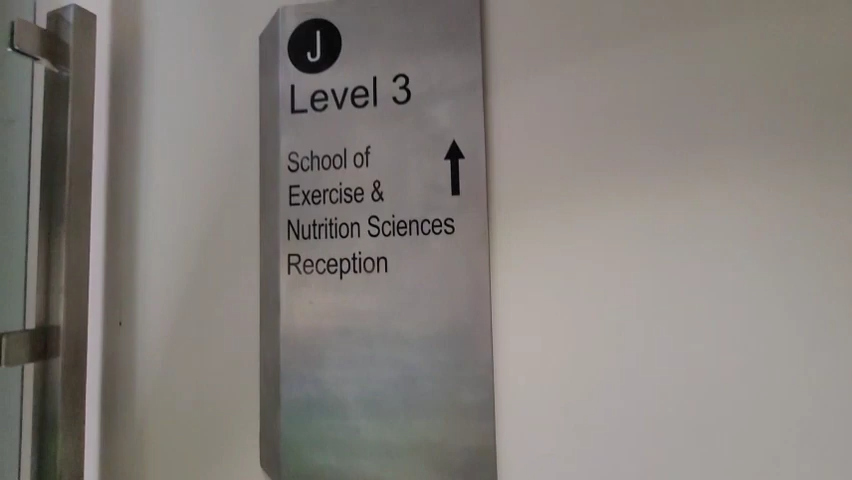 J
Level 3
School of
Exercise &
Nutrition Sciences
Reception